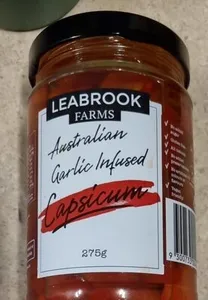 LEABROOK
FARMS
Australian
Garlic Infused
Capsicum
275g